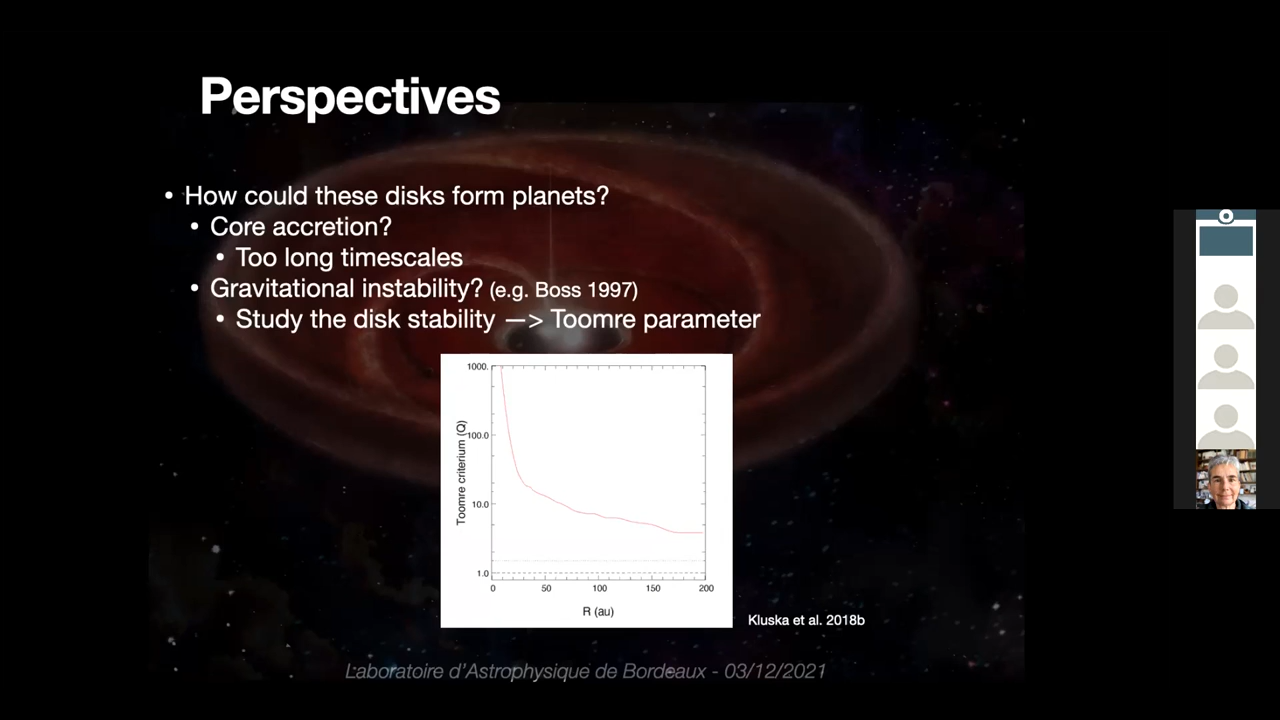 Perspectives
• How could these disks form planets?
• Core accretion?
• Too long timescales
• Gravitational instability? (e.g. Boss 1997)
• Study the disk stability —> Toomre parameter
1000.
100.0
10.0
1.0
Toomre criterium (Q)
0 50 100 150 200
R (au)
Kluska et al. 2018b
Laboratoire d'Astrophysique de Bordeaux - 03/12/2021